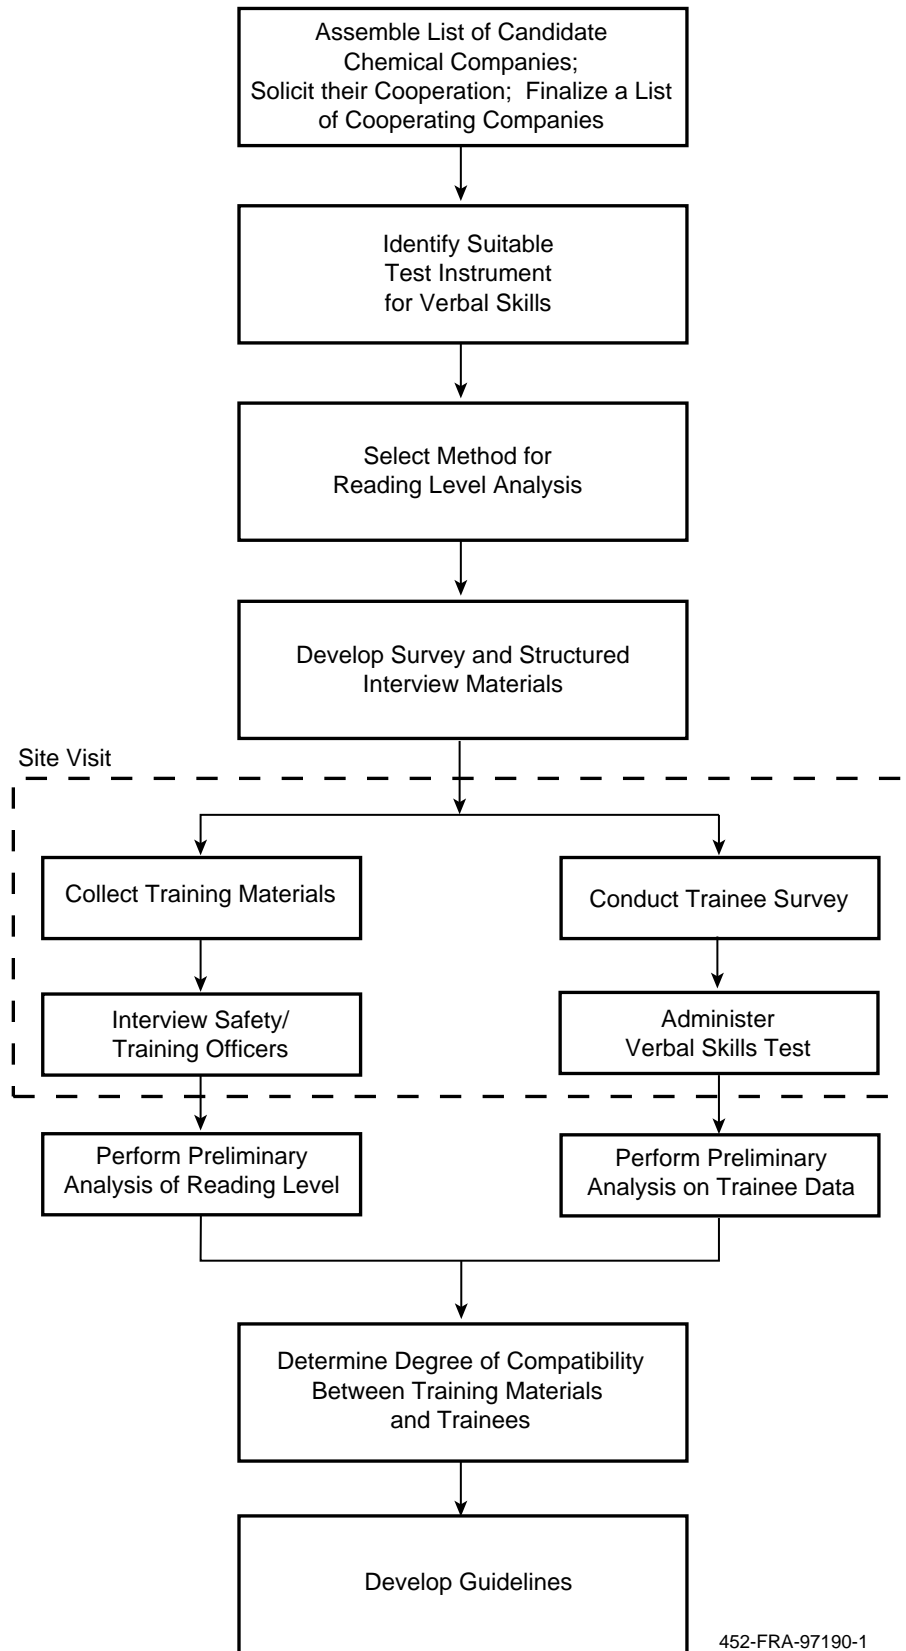 Assemble List of Candidate
Chemical Companies;
Solicit their Cooperation;  Finalize a List
of Cooperating Companies
Identify Suitable
Test Instrument
for Verbal Skills
Select Method for
Reading Level Analysis
Develop Survey and Structured
Interview Materials
Site Visit
Collect Training Materials
Conduct Trainee Survey
Interview Safety/
Training Officers
Administer
Verbal Skills Test
Perform Preliminary
Analysis of Reading Level
Perform Preliminary
Analysis on Trainee Data
Determine Degree of Compatibility
Between Training Materials
and Trainees
Develop Guidelines
452-FRA-97190-1